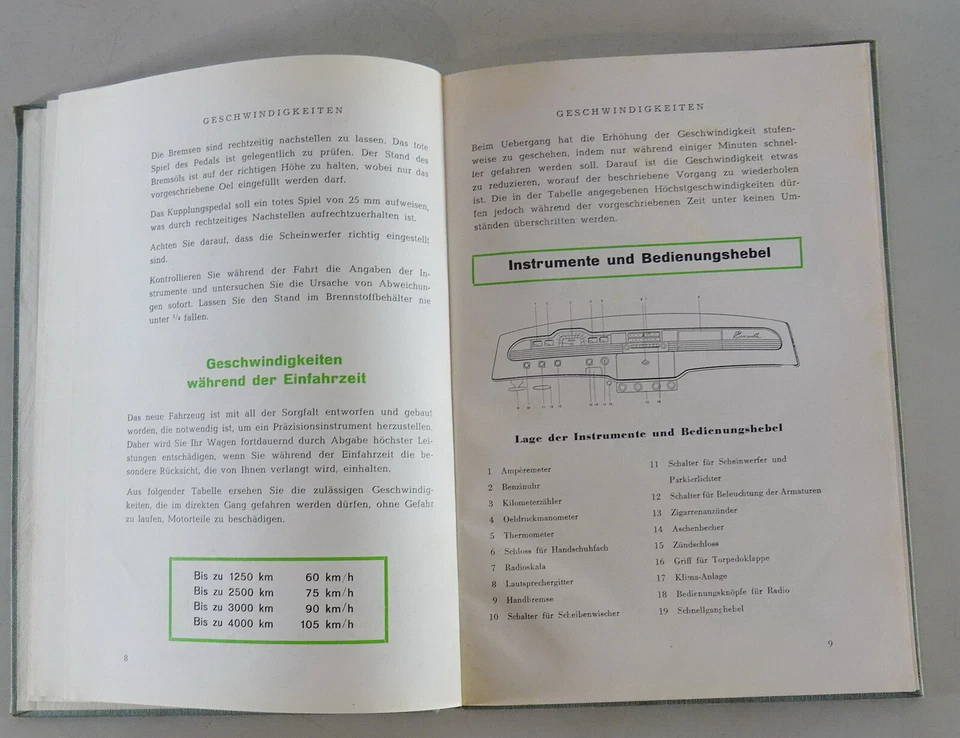 GESCHWINDIGKEITEN
Die Bremsen sind rechtzeitig nachstellen zu lassen. Das tote
Spiel des Pedals ist gelegentlich zu prüfen. Der Stand des
Bremsöls ist auf der richtigen Höhe zu halten, wobei nur das
vorgeschriebene Oel eingefüllt werden darf.
Das Kupplungspedal soll ein totes Spiel von 25 mm aufweisen,
was durch rechtzeitiges Nachstellen aufrechtzuerhalten ist.
Achten Sie darauf, dass die Scheinwerfer richtig eingestellt
sind.
Kontrollieren Sie während der Fahrt die Angaben der In-
strumente und untersuchen Sie die Ursache von Abweichun-
gen sofort. Lassen Sie den Stand im Brennstoffbehälter nie
unter ¼ fallen.
Geschwindigkeiten
während der Einfahrzeit
Das neue Fahrzeug ist mit all der Sorgfalt entworfen und gebaut
worden, die notwendig ist, um ein Präzisionsinstrument herzustellen.
Daher wird Sie Ihr Wagen fortdauernd durch Abgabe höchster Lei-
stungen entschädigen, wenn Sie während der Einfahrzeit die be-
sondere Rücksicht, die von Ihnen verlangt wird, einhalten.
Aus folgender Tabelle ersehen Sie die zulässigen Geschwindig-
keiten, die im direkten Gang gefahren werden dürfen, ohne Gefahr
zu laufen, Motorteile zu beschädigen.
Bis zu 1250 km 60 km/h
Bis zu 2500 km 75 km/h
Bis zu 3000 km 90 km/h
Bis zu 4000 km 105 km/h
8
GESCHWINDIGKEITEN
Beim Uebergang hat die Erhöhung der Geschwindigkeit stufen-
weise zu geschehen, indem nur während einiger Minuten schnel-
ler gefahren werden soll. Darauf ist die Geschwindigkeit etwas
zu reduzieren, worauf der beschriebene Vorgang zu wiederholen
ist. Die in der Tabelle angegebenen Höchstgeschwindigkeiten dür-
fen jedoch während der vorgeschriebenen Zeit unter keinen Um-
ständen überschritten werden.
Instrumente und Bedienungshebel
Lage der Instrumente und Bedienungshebel
1 Ampèremeter
2 Benzinuhr
3 Kilometerzähler
4 Oeldruckmanometer
5 Thermometer
6 Schloss für Handschuhfach
7 Radioskala
8 Lautsprechergitter
9 Handbremse
10 Schalter für Scheibenwischer
11 Schalter für Scheinwerfer und
Parkierlichter
12 Schalter für Beleuchtung der Armaturen
13 Zigarrenanzünder
14 Aschenbecher
15 Zündschloss
16 Griff für Torpedoklappe
17 Klima-Anlage
18 Bedienungsknöpfe für Radio
19 Schnellganghebel
9